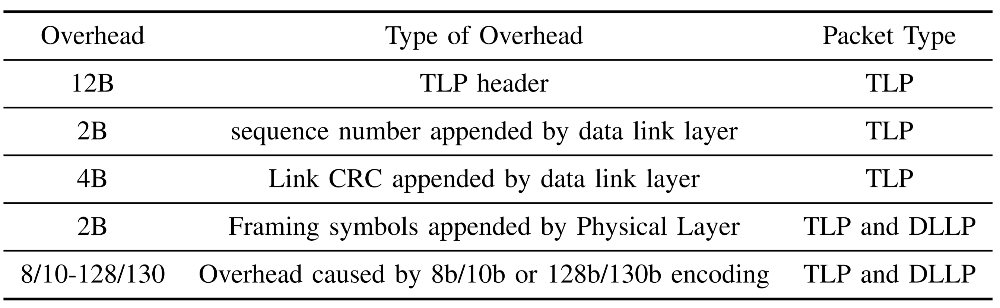 Overhead Type of Overhead Packet Type
12B TLP header TLP
2B sequence number appended by data link layer TLP
4B Link CRC appended by data link layer TLP
2B Framing symbols appended by Physical Layer TLP and DLLP
8/10-128/130 Overhead caused by 8b/10b or 128b/130b encoding TLP and DLLP